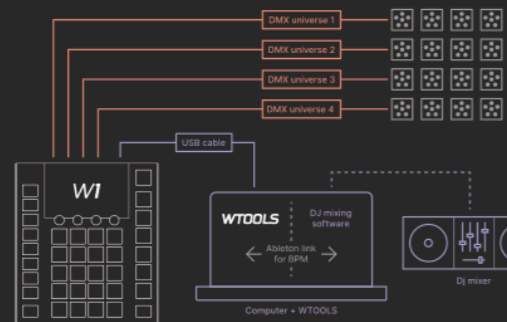 DMX universe 1
DMX universe 2
DMX universe 3
DMX universe 4
USB cable
W1
WTOOLS
DJ mixing
software
Ableton link
for BPM
Dj mixer
Computer + WTOOLS